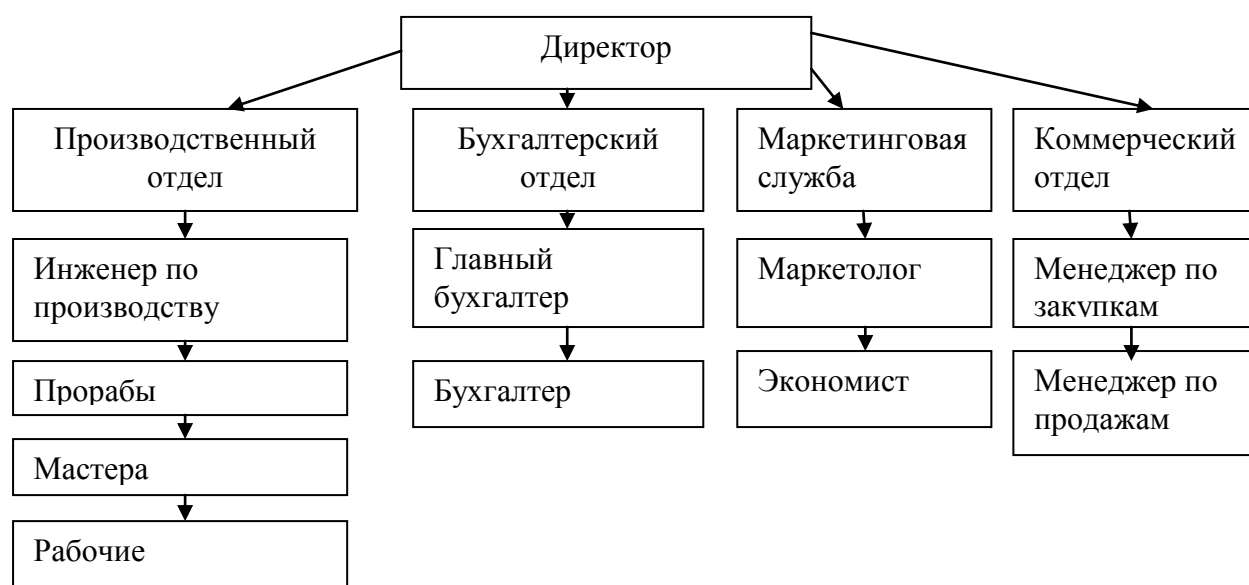 Директор
Производственный
отдел
Бухгалтерский
отдел
Маркетинговая
служба
Коммерческий
отдел
Инженер по
производству
Главный
бухгалтер
Маркетолог
Менеджер по
закупкам
Прорабы
Бухгалтер
Экономист
Менеджер по
продажам
Мастера
Рабочие